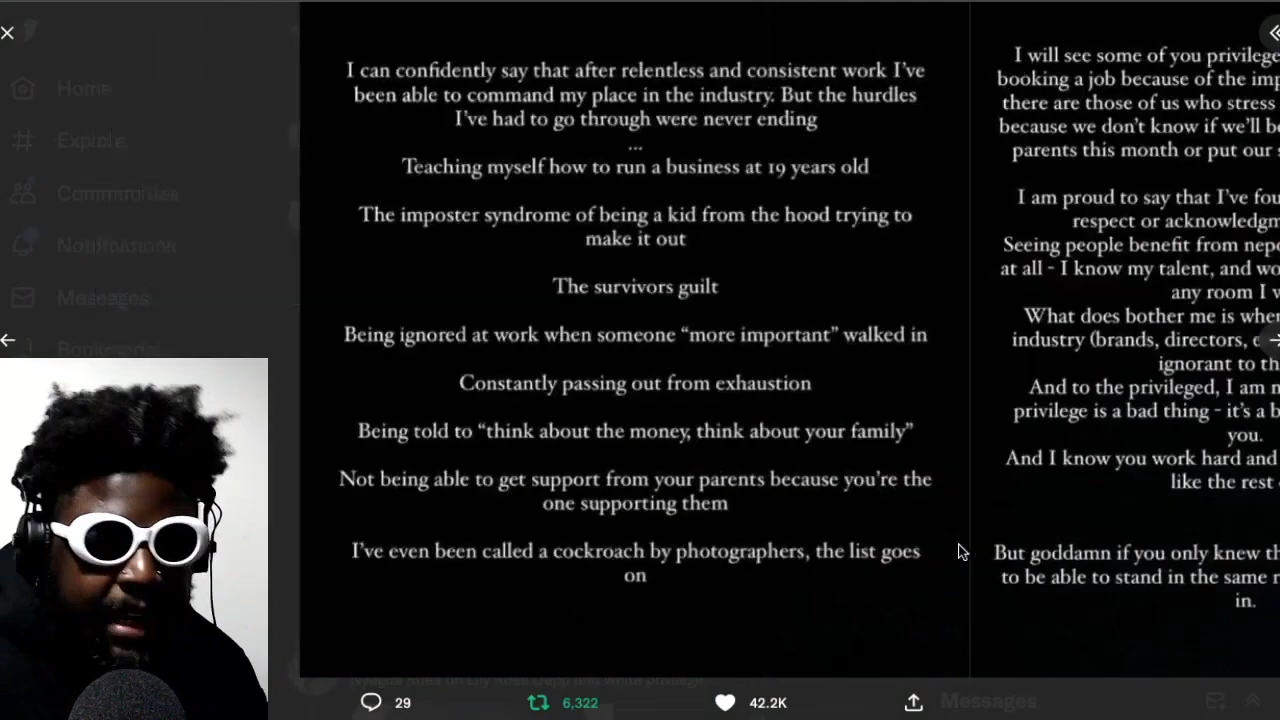 Home
Explore
Communities
Notifications
Messages
Bookmarks
I can confidently say that after relentless and consistent work I've
been able to command my place in the industry. But the hurdles
I've had to go through were never ending
...
Teaching myself how to run a business at 19 years old
The imposter syndrome of being a kid from the hood trying to
make it out
The survivors guilt
Being ignored at work when someone “more important” walked in
Constantly passing out from exhaustion
Being told to “think about the money, think about your family”
Not being able to get support from your parents because you're the
one supporting them
I've even been called a cockroach by photographers, the list goes
on
I will see some of you privilege
booking a job because of the imp
there are those of us who stress
because we don't know if we'll be
parents this month or put our s
I am proud to say that I've fou
respect or acknowledgm
Seeing people benefit from nepo
at all - I know my talent, and wo
any room I w
What does bother me is when
industry (brands, directors, c
ignorant to th
And to the privileged, I am n
privilege is a bad thing - it's a b
you.
And I know you work hard and
like the rest
But goddamn if you only knew th
to be able to stand in the same r
in.
29
6,322
42.2K
Messages